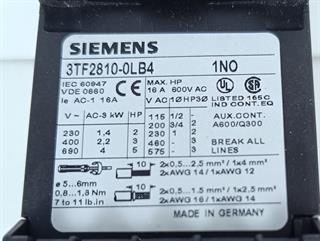 SIEMENS
3TF2810-0LB4 1NO
IEC 60947
VDE 0660
Ie AC-1 16A
MAX. HP
16 A 600V AC
V AC 1Ø HP 3Ø
LISTED 165C
IND CONT. EQ
V~ AC-3 kW HP
230 1,4 2
400 2,2 3
690 4 5
115 1/2 -
200 3/4 2
230 1 2
460 - 3
575 - 3
AUX. CONT.
A600/Q300
BREAK ALL
LINES
10 2x0,5...2.5 mm² / 1x4 mm²
2xAWG 14 / 1xAWG 12
ø 5...6mm
0,8...1,3 Nm
7 to 11 lb.in
10 2x0,5...1.5 mm² / 1x2,5 mm²
2xAWG 16 / 1xAWG 14
MADE IN GERMANY